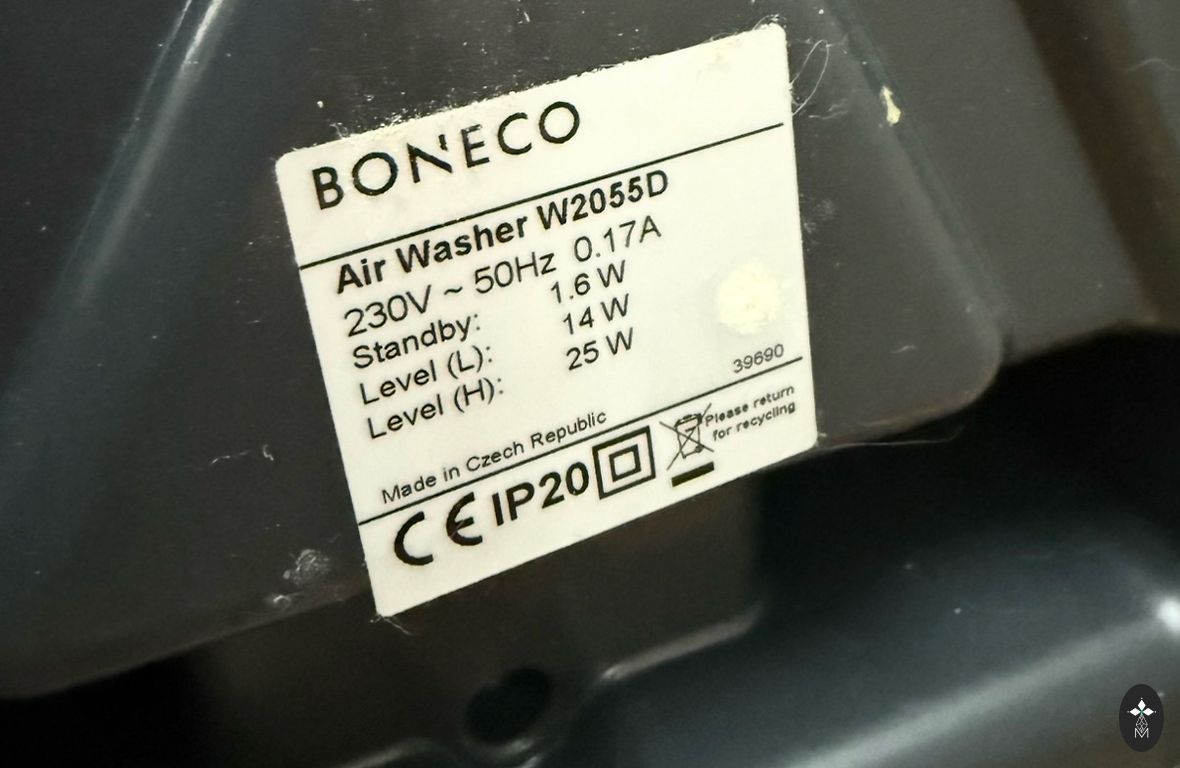 BONECO
Air Washer W2055D
230V ~ 50Hz 0.17A
Standby: 1.6 W
Level (L): 14 W
Level (H): 25 W
39690
Made in Czech Republic
CE IP20
Please return
for recycling
M